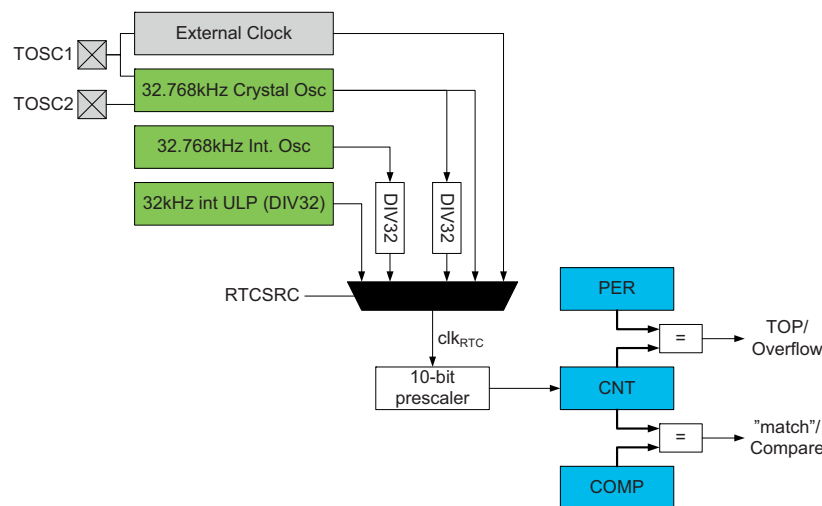 External Clock
TOSC1
32.768kHz Crystal Osc
TOSC2
32.768kHz Int. Osc
32kHz int ULP (DIV32)
DIV32
DIV32
RTCSRC
PER
clkRTC
=
TOP/
Overflow
10-bit
prescaler
CNT
=
"match"/
Compare
COMP